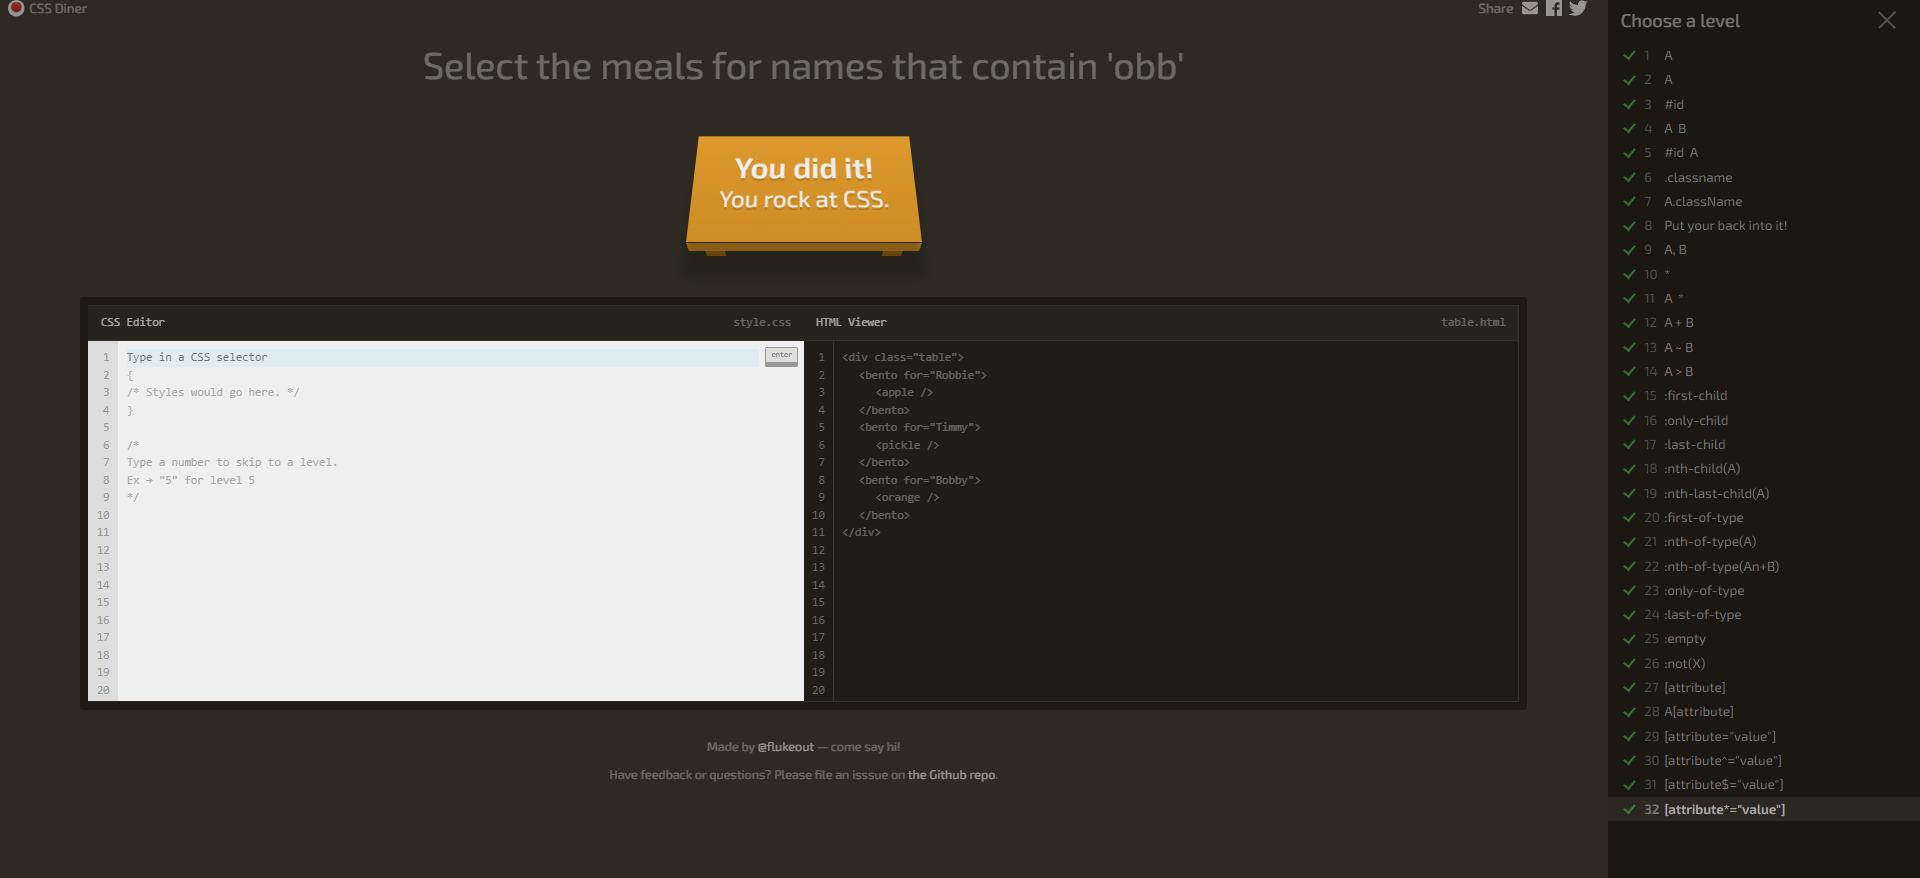 CSS Diner
Share
Select the meals for names that contain 'obb'
You did it!
You rock at CSS.
CSS Editor style.css
1 Type in a CSS selector enter
2 {
3 /* Styles would go here. */
4 }
5
6 /*
7 Type a number to skip to a level.
8 Ex → "5" for level 5
9 */
10
11
12
13
14
15
16
17
18
19
20
HTML Viewer table.html
1 <div class="table">
2 <bento for="Robbie">
3 <apple />
4 </bento>
5 <bento for="Timmy">
6 <pickle />
7 </bento>
8 <bento for="Bobby">
9 <orange />
10 </bento>
11 </div>
12
13
14
15
16
17
18
19
20
Made by @flukeout — come say hi!
Have feedback or questions? Please file an isssue on the Github repo.
Choose a level
1 A
2 A
3 #id
4 A B
5 #id A
6 .classname
7 A.className
8 Put your back into it!
9 A, B
10 *
11 A *
12 A + B
13 A ~ B
14 A > B
15 :first-child
16 :only-child
17 :last-child
18 :nth-child(A)
19 :nth-last-child(A)
20 :first-of-type
21 :nth-of-type(A)
22 :nth-of-type(An+B)
23 :only-of-type
24 :last-of-type
25 :empty
26 :not(X)
27 [attribute]
28 A[attribute]
29 [attribute="value"]
30 [attribute^="value"]
31 [attribute$="value"]
32 [attribute*="value"]